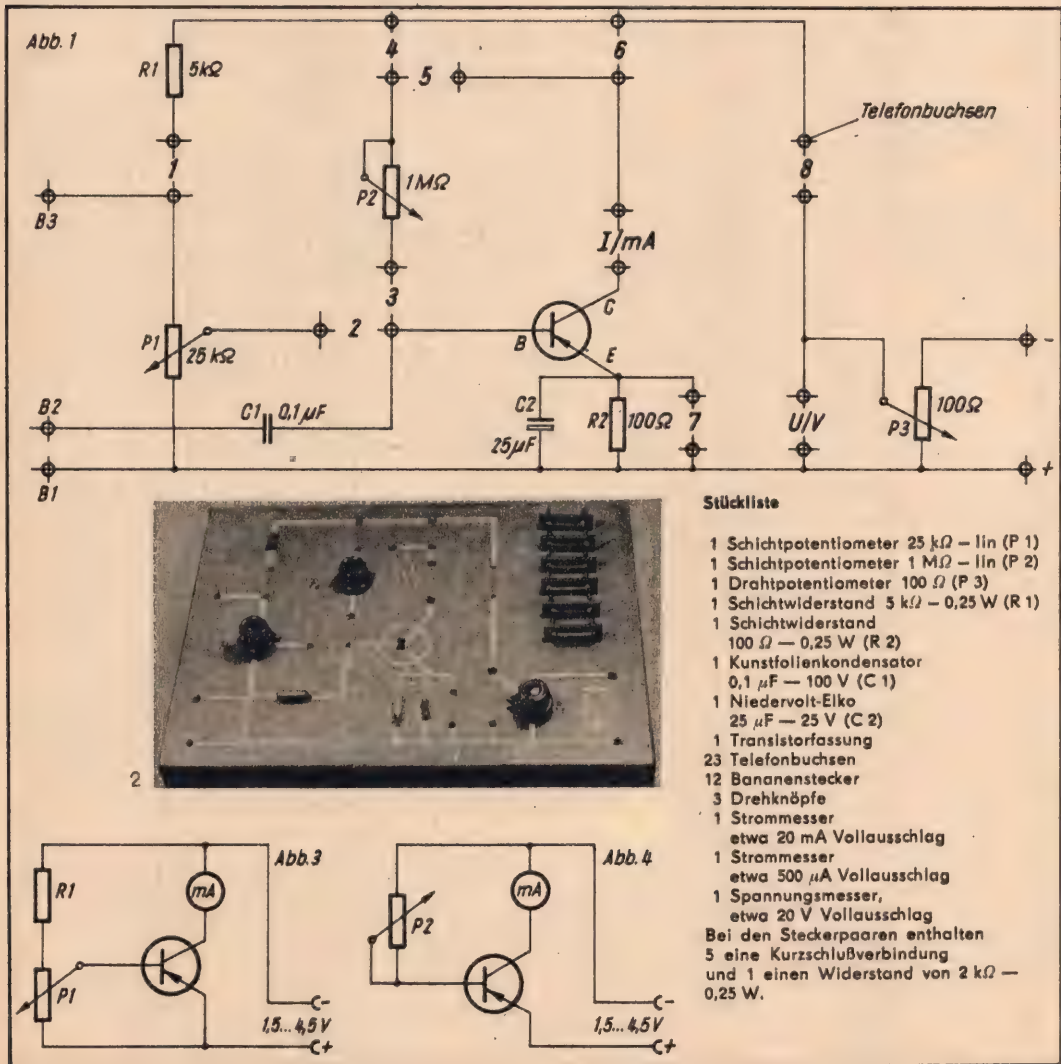 Abb. 1
R1
5kΩ
1
B3
P1
25 kΩ
2
B2
C1
0,1µF
B1
4
5
6
P2
1MΩ
3
I/mA
B
C
E
C2
25µF
R2
100Ω
7
Telefonbuchsen
8
U/V
100Ω
P3
-
+
2
Stückliste
1 Schichtpotentiometer 25 kΩ — lin (P 1)
1 Schichtpotentiometer 1 MΩ — lin (P 2)
1 Drahtpotentiometer 100 Ω (P 3)
1 Schichtwiderstand 5 kΩ — 0,25 W (R 1)
1 Schichtwiderstand
100 Ω — 0,25 W (R 2)
1 Kunstfolienkondensator
0,1 µF — 100 V (C 1)
1 Niedervolt-Elko
25 µF — 25 V (C 2)
1 Transistorfassung
23 Telefonbuchsen
12 Bananenstecker
3 Drehknöpfe
1 Strommesser
etwa 20 mA Vollausschlag
1 Strommesser
etwa 500 µA Vollausschlag
1 Spannungsmesser,
etwa 20 V Vollausschlag
Bei den Steckerpaaren enthalten
5 eine Kurzschlußverbindung
und 1 einen Widerstand von 2 kΩ —
0,25 W.
Abb.3
R1
P1
mA
-
1,5...4,5V
+
Abb.4
P2
mA
-
1,5...4,5V
+